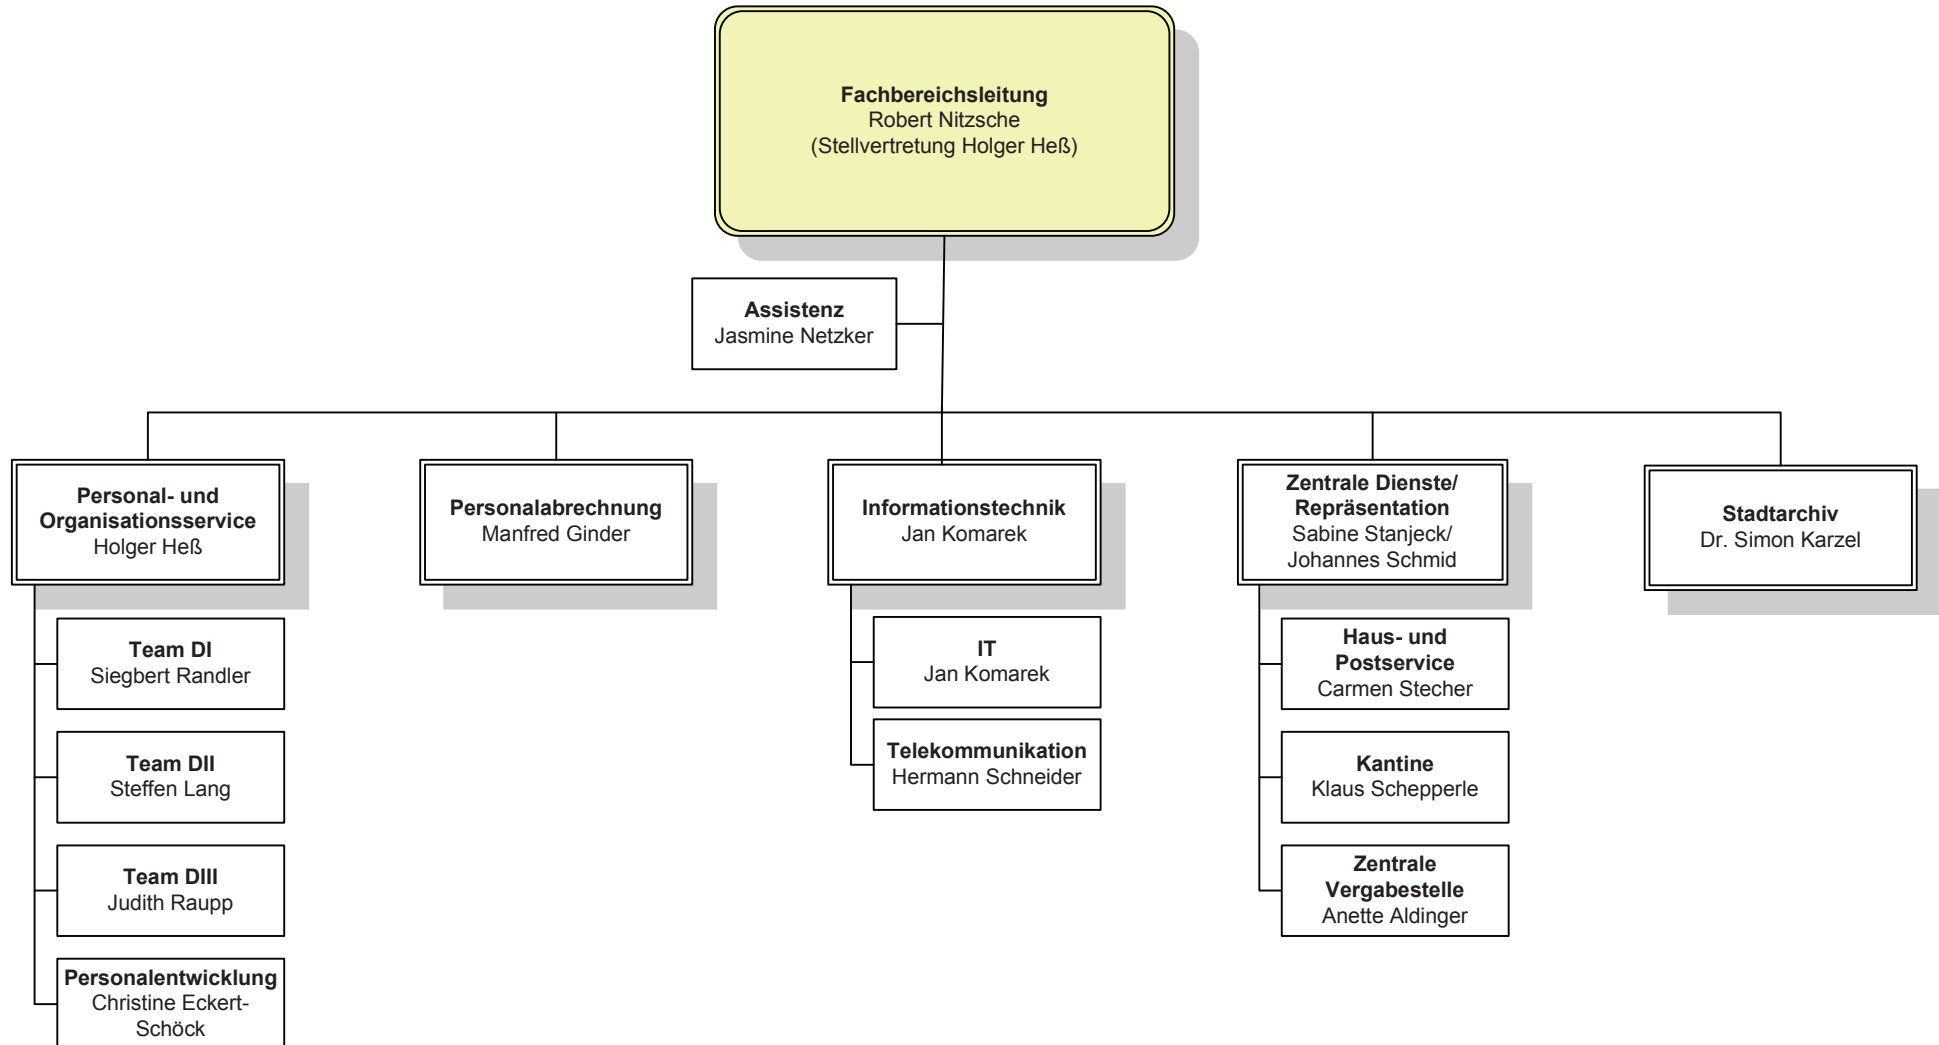 Fachbereichsleitung
Robert Nitzsche
(Stellvertretung Holger Heß)
Assistenz
Jasmine Netzker
Personal- und
Organisationsservice
Holger Heß
Personalabrechnung
Manfred Ginder
Informationstechnik
Jan Komarek
Zentrale Dienste/
Repräsentation
Sabine Stanjeck/
Johannes Schmid
Stadtarchiv
Dr. Simon Karzel
Team DI
Siegbert Randler
Team DII
Steffen Lang
Team DIII
Judith Raupp
Personalentwicklung
Christine Eckert-
Schöck
IT
Jan Komarek
Telekommunikation
Hermann Schneider
Haus- und
Postservice
Carmen Stecher
Kantine
Klaus Schepperle
Zentrale
Vergabestelle
Anette Aldinger